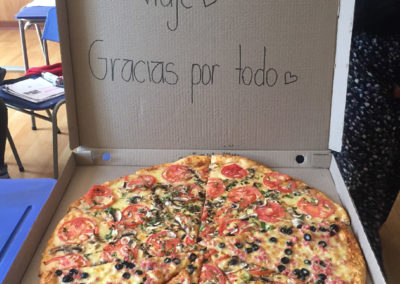 viaje ♡
Gracias por todo ♡